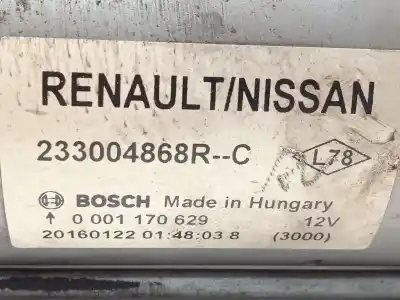 RENAULT/NISSAN
233004868R--C L78
BOSCH Made in Hungary
0 001 170 629 12V
20160122 01:48:03 8 (3000)